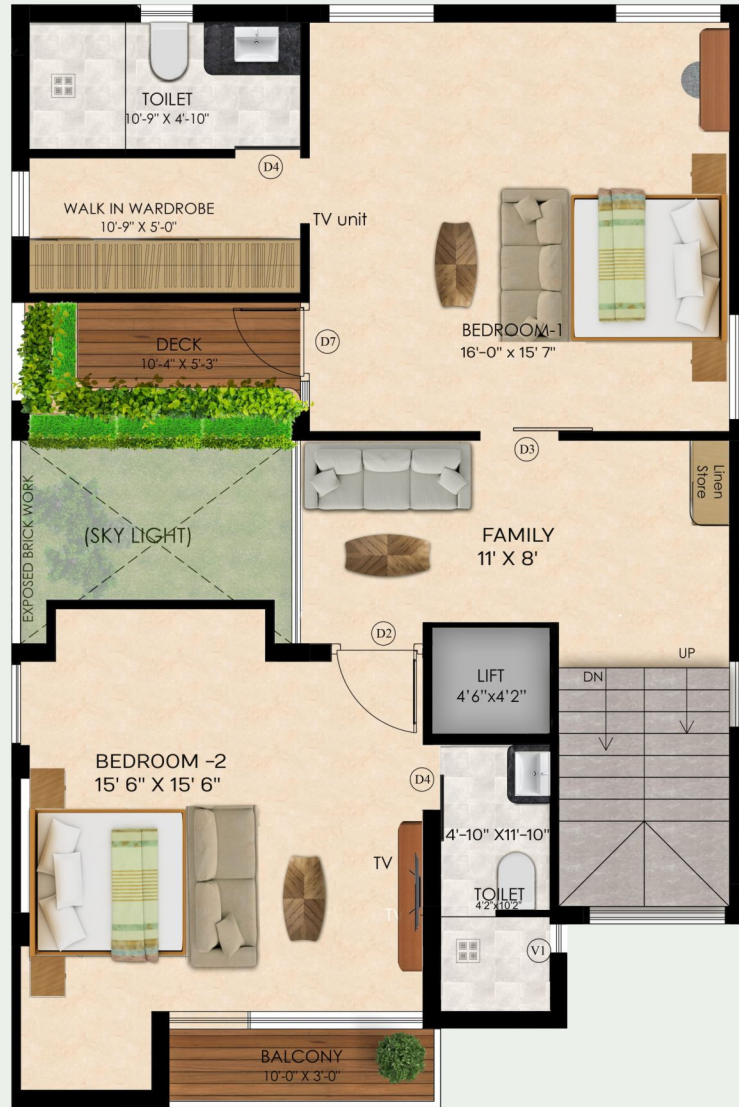 TOILET
10'-9" X 4'-10"
D4
WALK IN WARDROBE
10'-9" X 5'-0"
TV unit
DECK
10'-4" X 5'-3"
D7
BEDROOM-1
16'-0" x 15' 7"
D3
EXPOSED BRICK WORK
(SKY LIGHT)
FAMILY
11' X 8'
Linen
Store
D2
LIFT
4'6"x4'2"
UP
DN
BEDROOM -2
15' 6" X 15' 6"
D4
4'-10" X11'-10"
TV
TV
TOILET
4'2"x10'2"
V1
BALCONY
10'-0" X 3'-0"